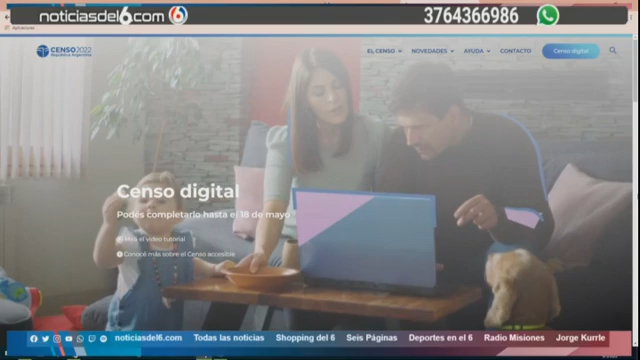 noticiasdel6.com 6
3764366986
Aplicaciones
CENSO2022
República Argentina
EL CENSO
NOVEDADES
AYUDA
CONTACTO
Censo digital
Censo digital
Podés completarlo hasta el 18 de mayo
Mirá el video tutorial
Conocé más sobre el Censo accesible
noticiasdel6.com Todas las noticias Shopping del 6 Seis Páginas Deportes en el 6 Radio Misiones Jorge Kurrle